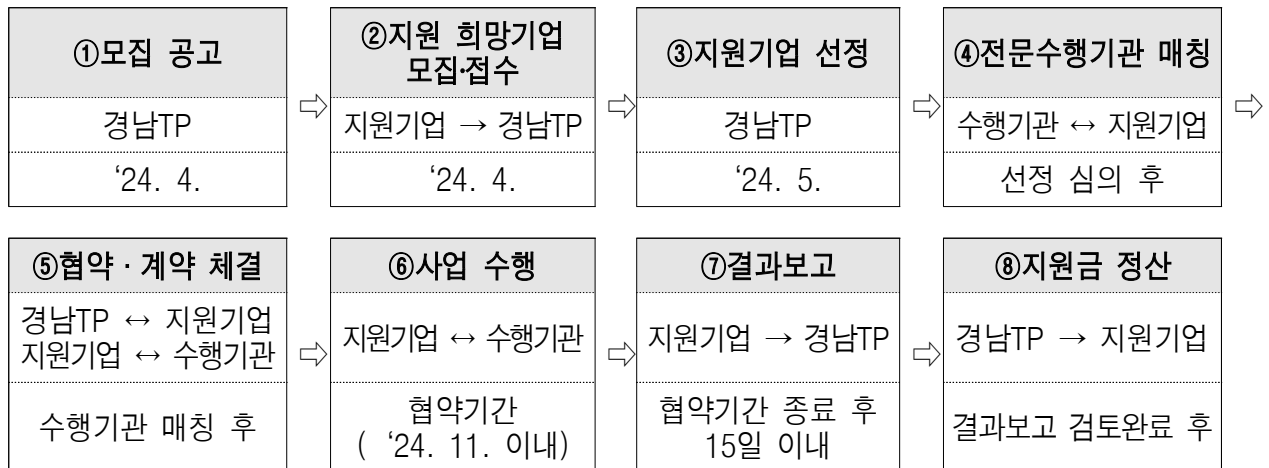 ①모집 공고
경남TP
‘24. 4.
⇨
②지원 희망기업
모집·접수
지원기업 → 경남TP
‘24. 4.
⇨
③지원기업 선정
경남TP
‘24. 5.
⇨
④전문수행기관 매칭
수행기관 ↔ 지원기업
선정 심의 후
⇨
⑤협약·계약 체결
경남TP ↔ 지원기업
지원기업 ↔ 수행기관
수행기관 매칭 후
⇨
⑥사업 수행
지원기업 ↔ 수행기관
협약기간
( ‘24. 11. 이내)
⇨
⑦결과보고
지원기업 → 경남TP
협약기간 종료 후
15일 이내
⇨
⑧지원금 정산
경남TP → 지원기업
결과보고 검토완료 후